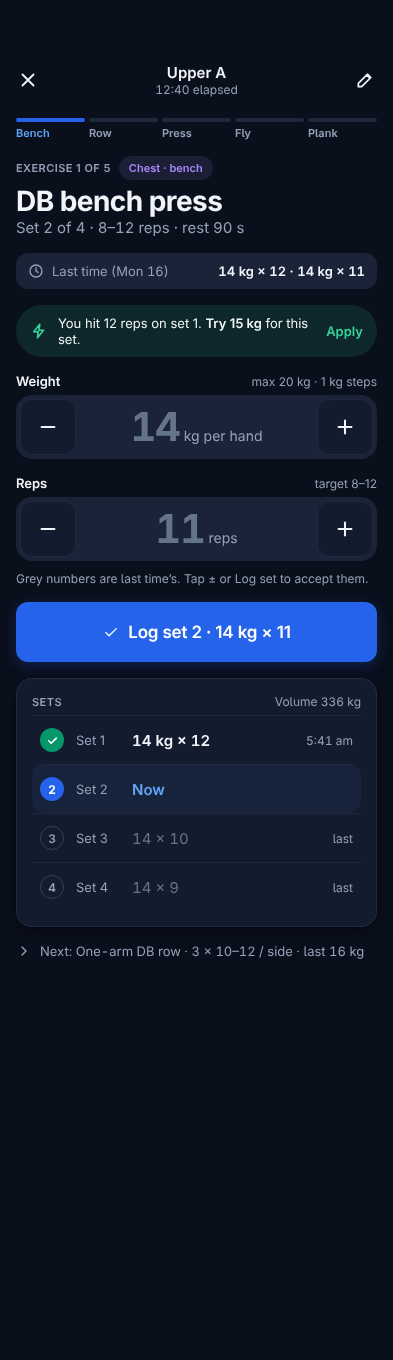 Upper A
12:40 elapsed
Bench Row Press Fly Plank
EXERCISE 1 OF 5 Chest · bench
DB bench press
Set 2 of 4 · 8–12 reps · rest 90 s
Last time (Mon 16) 14 kg × 12 · 14 kg × 11
You hit 12 reps on set 1. Try 15 kg for this
set.
Apply
Weight max 20 kg · 1 kg steps
− 14 kg per hand +
Reps target 8–12
− 11 reps +
Grey numbers are last time’s. Tap ± or Log set to accept them.
Log set 2 · 14 kg × 11
SETS Volume 336 kg
Set 1 14 kg × 12 5:41 am
2 Set 2 Now
3 Set 3 14 × 10 last
4 Set 4 14 × 9 last
Next: One-arm DB row · 3 × 10–12 / side · last 16 kg